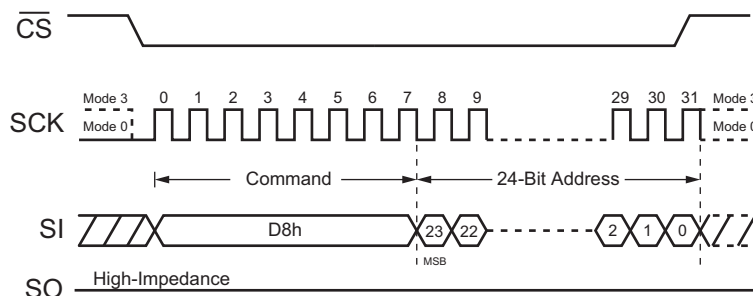 CS
Mode 3 0 1 2 3 4 5 6 7 8 9 29 30 31 Mode 3
SCK
Mode 0 Mode 0
Command 24-Bit Address
SI D8h 23 22 2 1 0
MSB
High-Impedance
SO